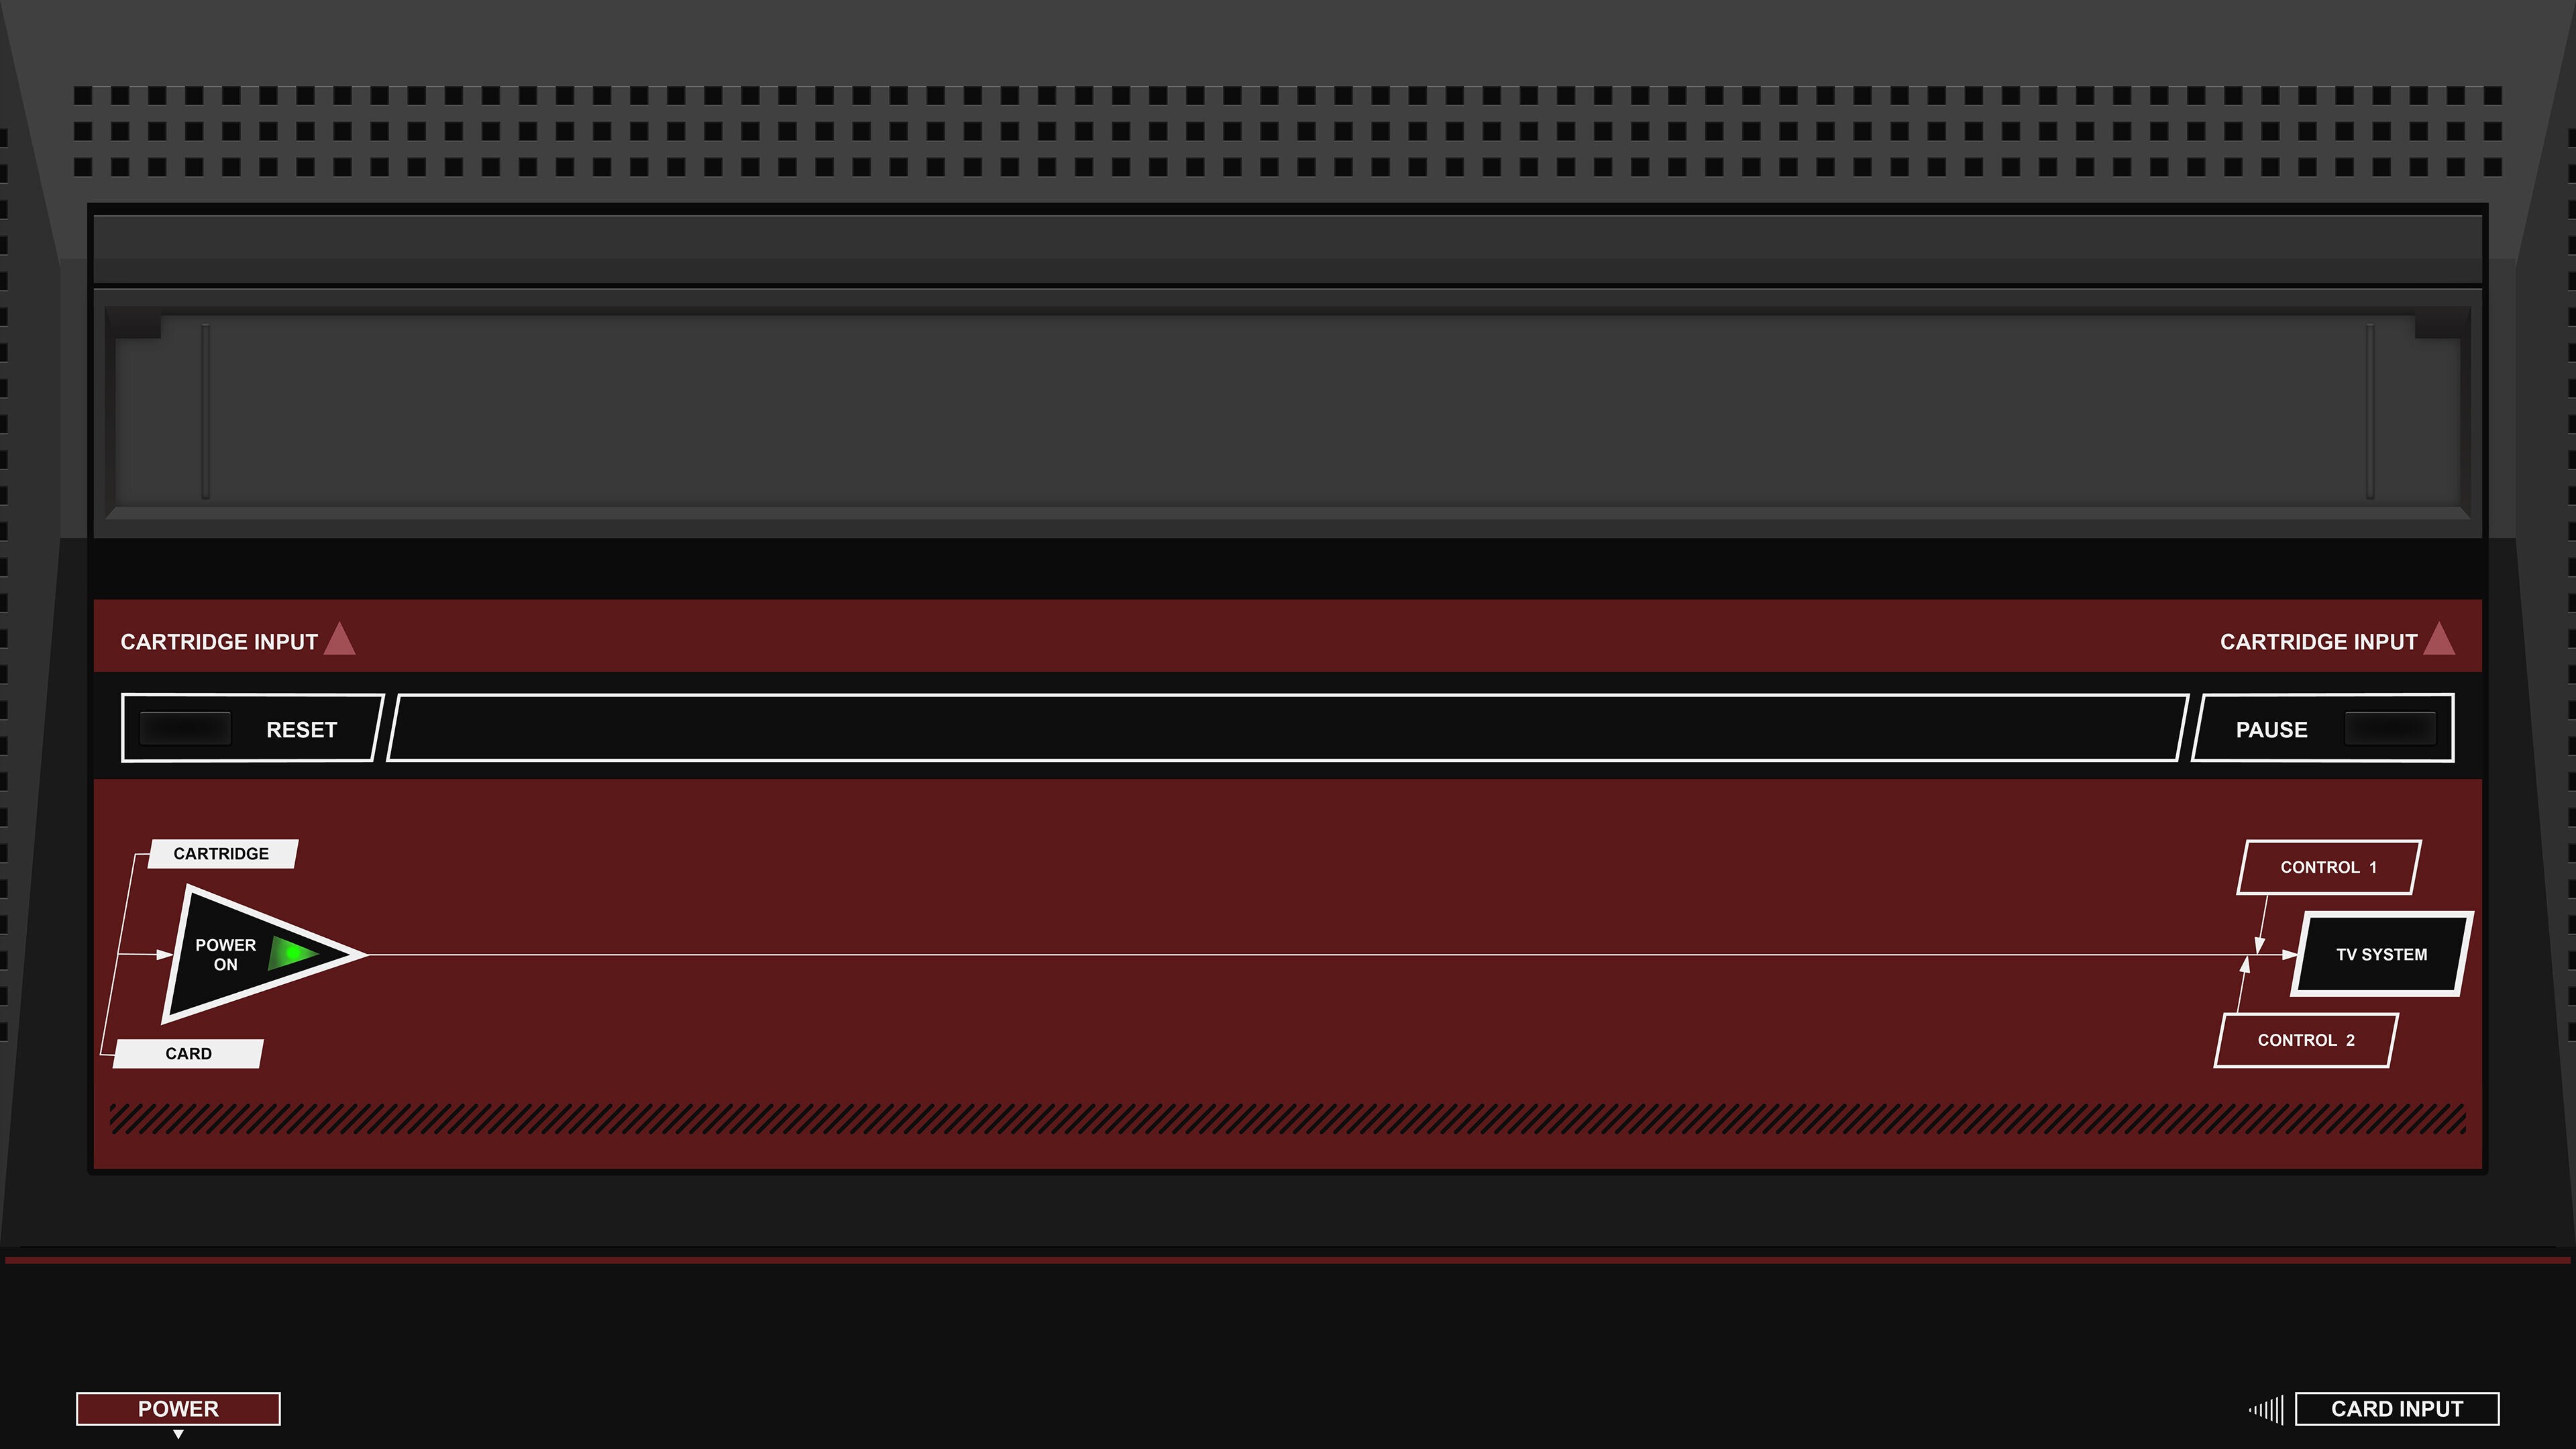 CARTRIDGE INPUT
CARTRIDGE INPUT
RESET
PAUSE
CARTRIDGE
CONTROL 1
POWER
ON
TV SYSTEM
CONTROL 2
CARD
POWER
CARD INPUT